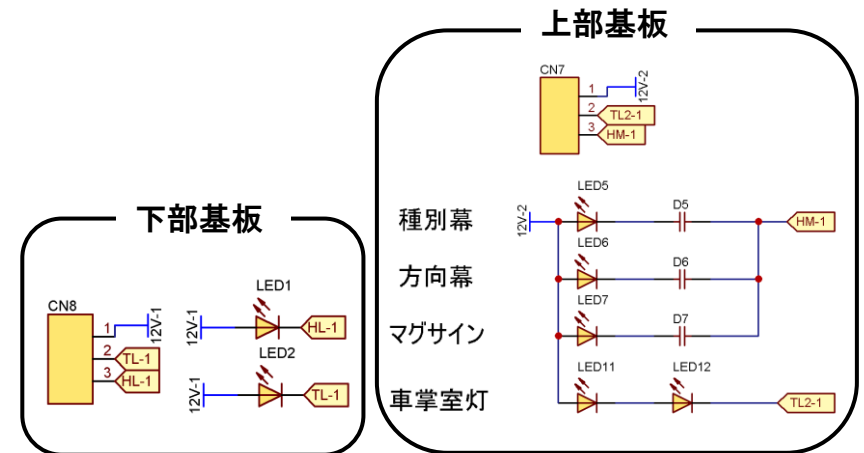 上部基板
CN7
1
12V-2
2
TL2-1
3
HM-1
種別幕
12V-2
LED5
D5
HM-1
方向幕
LED6
D6
マグサイン
LED7
D7
車掌室灯
LED11
LED12
TL2-1
下部基板
CN8
1
12V-1
2
TL-1
3
HL-1
12V-1
LED1
HL-1
12V-1
LED2
TL-1